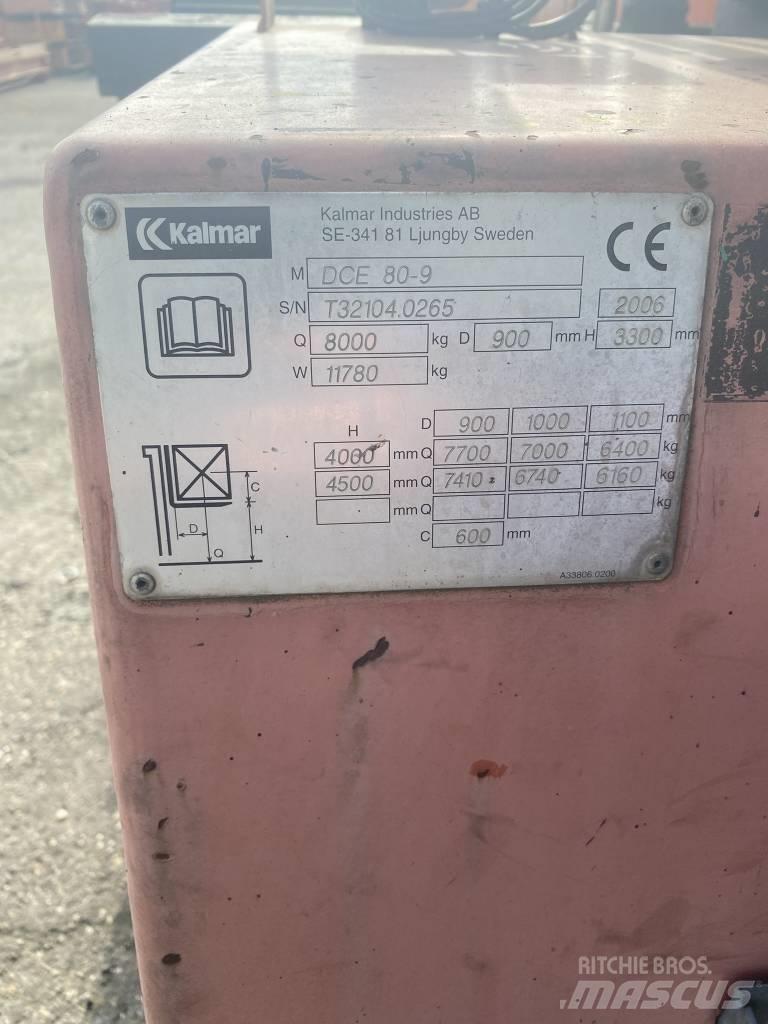 Kalmar
Kalmar Industries AB
SE-341 81 Ljungby Sweden
CE
M DCE 80-9
S/N T32104.0265 2006
Q 8000 kg D 900 mm H 3300 mm
W 11780 kg
H D 900 1000 1100 mm
4000 mm Q 7700 7000 6400 kg
4500 mm Q 7410 6740 6160 kg
mm Q kg
C 600 mm
C
D H
Q
A33806.0200
RITCHIE BROS.
MASCUS